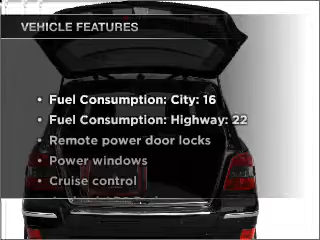 VEHICLE FEATURES
• Fuel Consumption: City: 16
• Fuel Consumption: Highway: 22
• Remote power door locks
• Power windows
• Cruise control